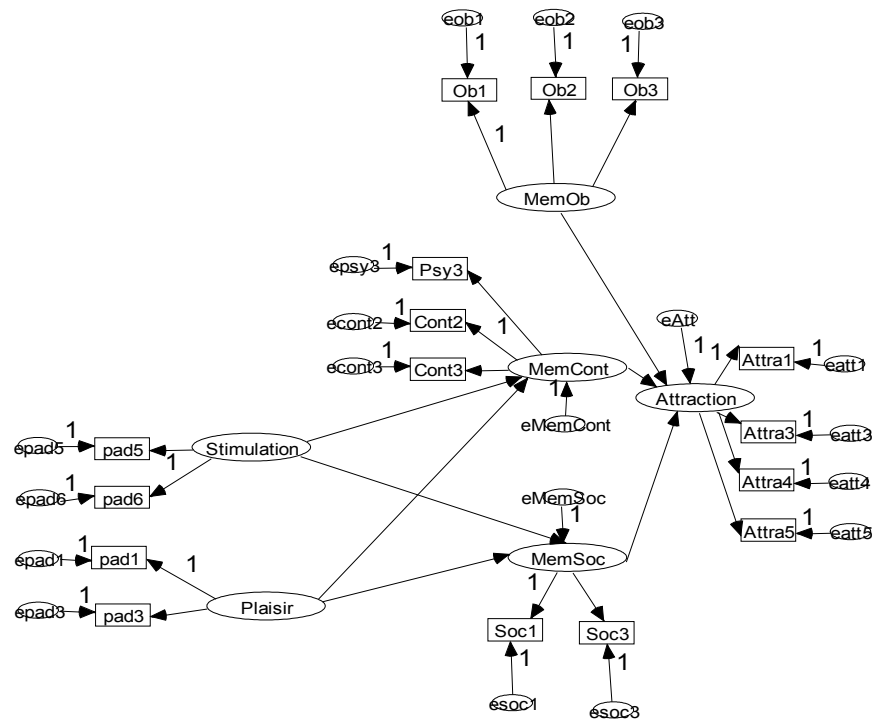 eob1 eob2 eob3
1 1 1
Ob1 Ob2 Ob3
1
MemOb
epsy3 1 Psy3
econt2 1 Cont2 1
econt3 1 Cont3
MemCont
1
eMemCont
eAtt
1
Attraction
1 Attra1 1 eatt1
Attra3 1 eatt3
Attra4 1 eatt4
Attra5 1 eatt5
epad5 1 pad5
Stimulation
epad6 1 pad6 1
eMemSoc
1
MemSoc
epad1 1 pad1 1
epad3 1 pad3
Plaisir
1
Soc1 Soc3
1 1
esoc1 esoc3